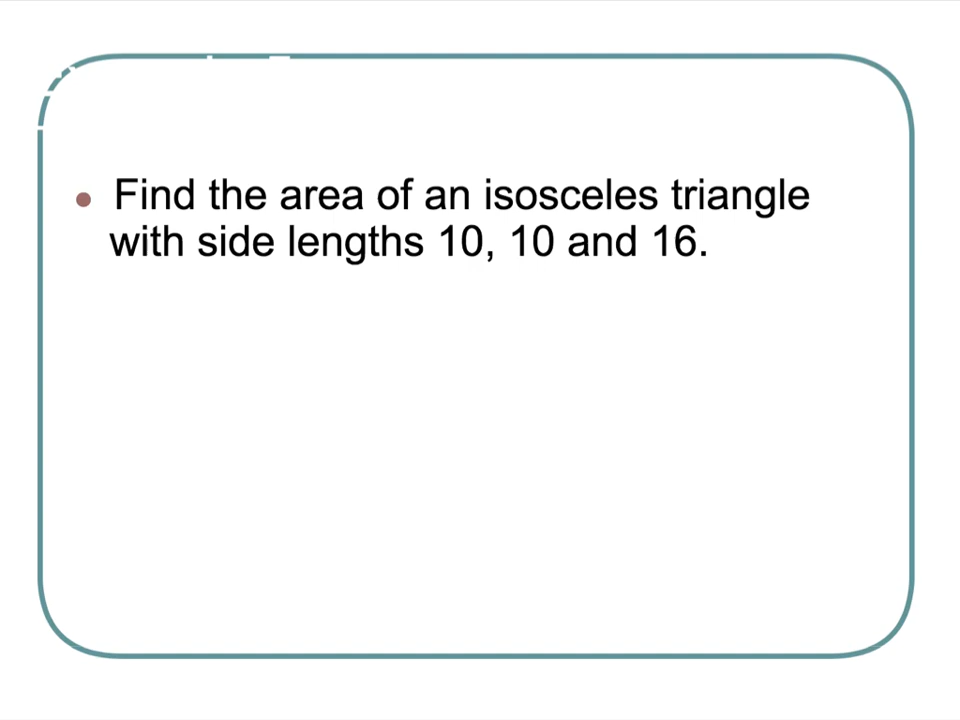 Find the area of an isosceles triangle
with side lengths 10, 10 and 16.